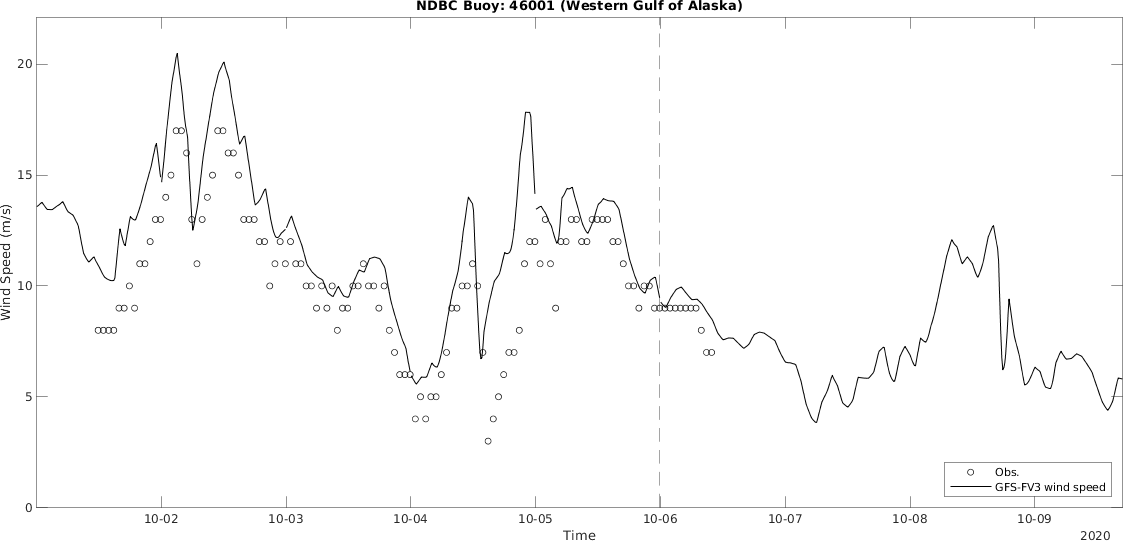 NDBC Buoy: 46001 (Western Gulf of Alaska)
Wind Speed (m/s)
20
15
10
5
0
Obs.
GFS-FV3 wind speed
10-02 10-03 10-04 10-05 10-06 10-07 10-08 10-09
Time
2020